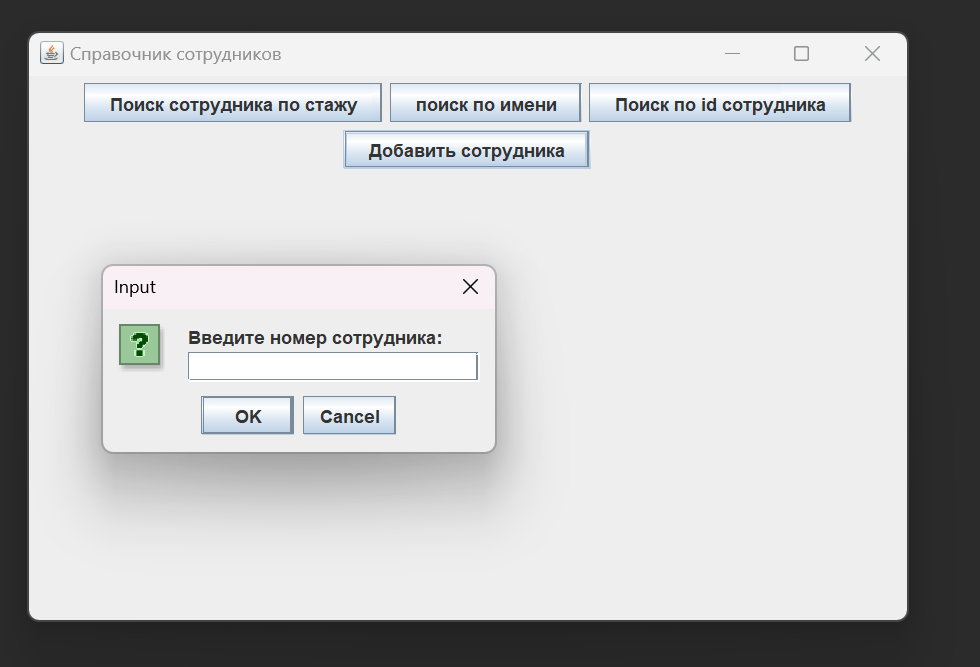 Справочник сотрудников
Поиск сотрудника по стажу
поиск по имени
Поиск по id сотрудника
Добавить сотрудника
Input
?
Введите номер сотрудника:
OK
Cancel